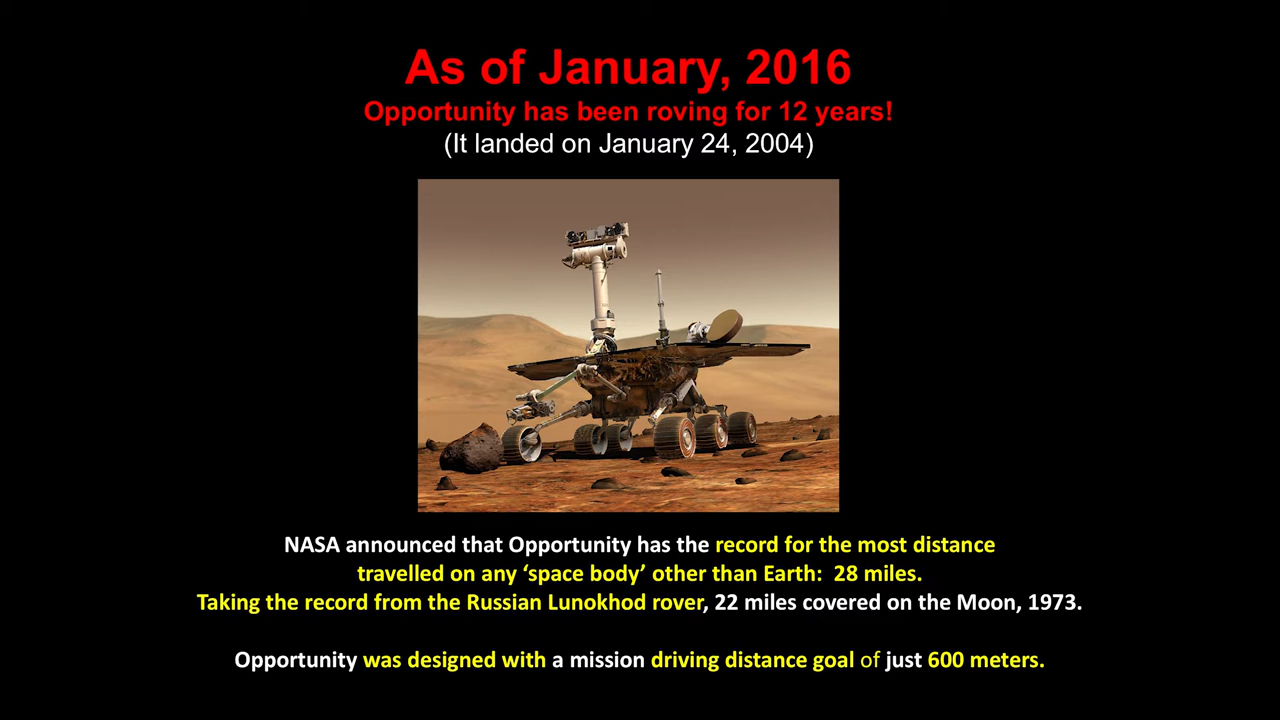 As of January, 2016
Opportunity has been roving for 12 years!
(It landed on January 24, 2004)
NASA announced that Opportunity has the record for the most distance
travelled on any ‘space body’ other than Earth:  28 miles.
Taking the record from the Russian Lunokhod rover, 22 miles covered on the Moon, 1973.
Opportunity was designed with a mission driving distance goal of just 600 meters.